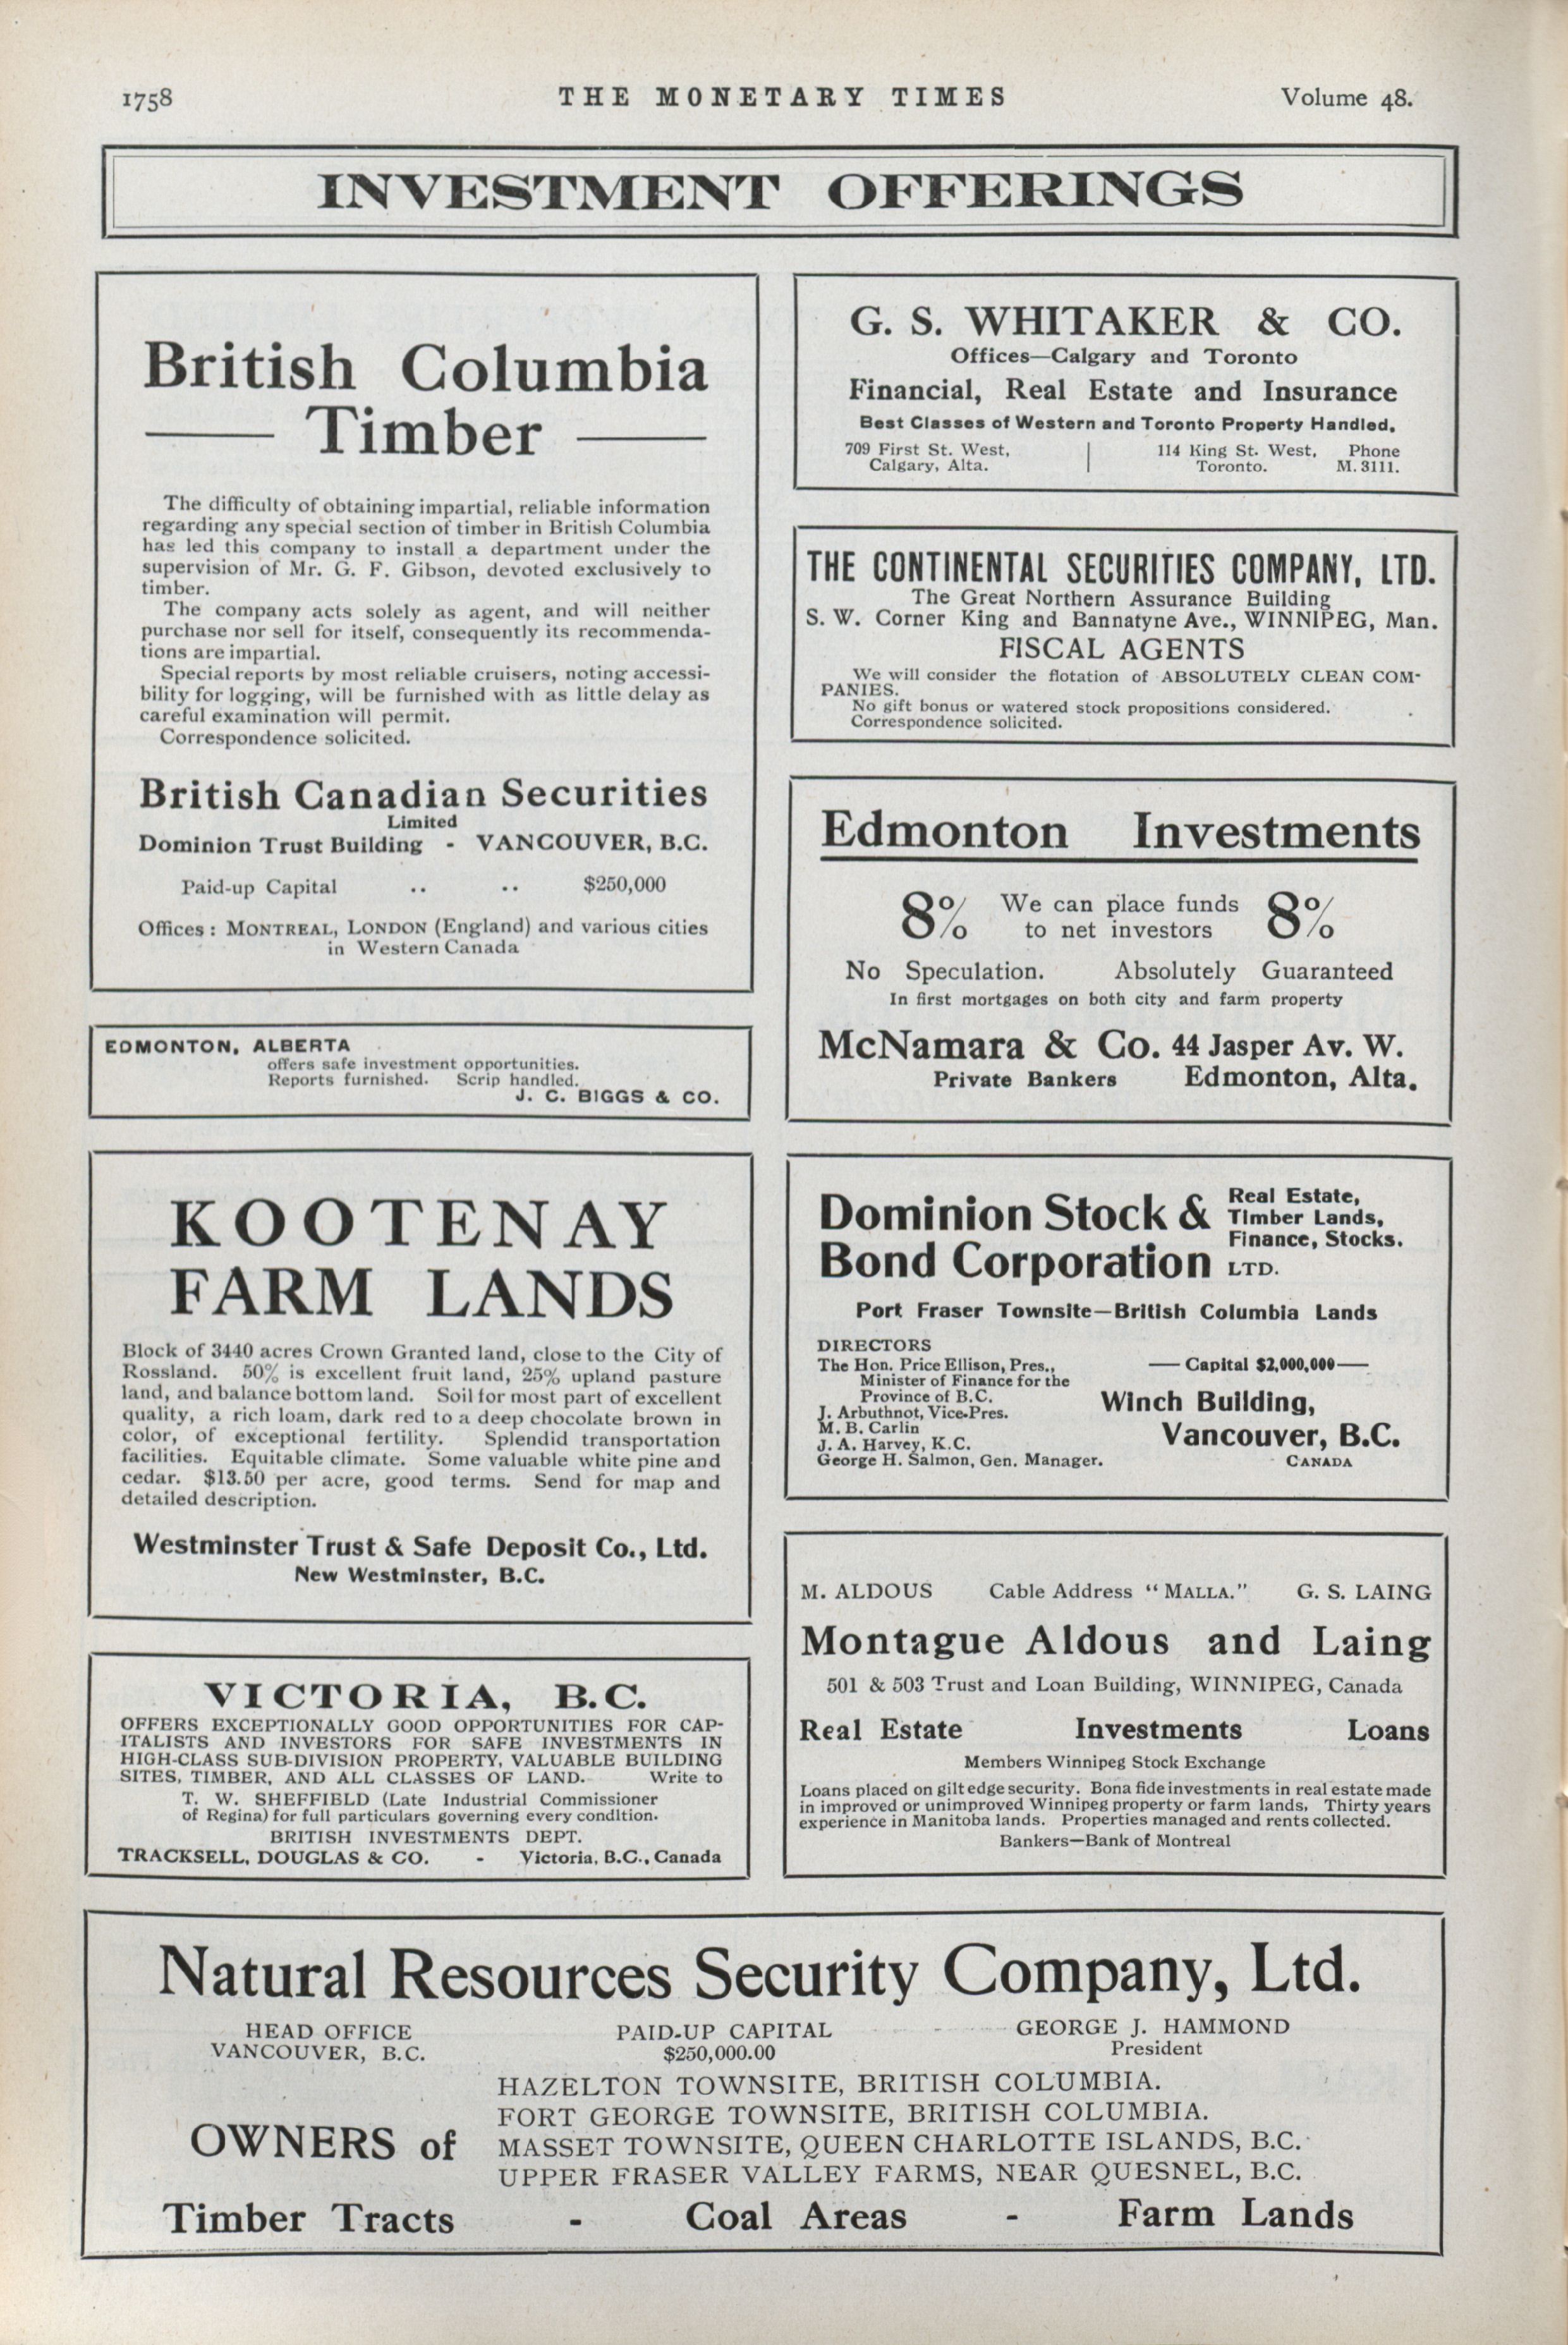 1758 THE MONETARY TIMES Volume 48.
INVESTMENT OFFERINGS
British Columbia
Timber
The difficulty of obtaining impartial, reliable information
regarding any special section of timber in British Columbia
has led this company to install a department under the
supervision of Mr. G. F. Gibson, devoted exclusively to
timber.
The company acts solely as agent, and will neither
purchase nor sell for itself, consequently its recommenda-
tions are impartial.
Special reports by most reliable cruisers, noting accessi-
bility for logging, will be furnished with as little delay as
careful examination will permit.
Correspondence solicited.
British Canadian Securities
Limited
Dominion Trust Building - VANCOUVER, B.C.
Paid-up Capital .. .. $250,000
Offices : MONTREAL, LONDON (England) and various cities
in Western Canada
EDMONTON, ALBERTA
offers safe investment opportunities.
Reports furnished. Scrip handled.
J. C. BIGGS & CO.
KOOTENAY
FARM LANDS
Block of 3440 acres Crown Granted land, close to the City of
Rossland. 50% is excellent fruit land, 25% upland pasture
land, and balance bottom land. Soil for most part of excellent
quality, a rich loam, dark red to a deep chocolate brown in
color, of exceptional fertility. Splendid transportation
facilities. Equitable climate. Some valuable white pine and
cedar. $13.50 per acre, good terms. Send for map and
detailed description.
Westminster Trust & Safe Deposit Co., Ltd.
New Westminster, B.C.
VICTORIA, B.C.
OFFERS EXCEPTIONALLY GOOD OPPORTUNITIES FOR CAP-
ITALISTS AND INVESTORS FOR SAFE INVESTMENTS IN
HIGH-CLASS SUB-DIVISION PROPERTY, VALUABLE BUILDING
SITES, TIMBER, AND ALL CLASSES OF LAND. Write to
T. W. SHEFFIELD (Late Industrial Commissioner
of Regina) for full particulars governing every condition.
BRITISH INVESTMENTS DEPT.
TRACKSELL, DOUGLAS & CO. - Victoria, B.C., Canada
G. S. WHITAKER & CO.
Offices—Calgary and Toronto
Financial, Real Estate and Insurance
Best Classes of Western and Toronto Property Handled.
709 First St. West, 114 King St. West, Phone
Calgary, Alta. Toronto. M. 3111.
THE CONTINENTAL SECURITIES COMPANY, LTD.
The Great Northern Assurance Building
S. W. Corner King and Bannatyne Ave., WINNIPEG, Man.
FISCAL AGENTS
We will consider the flotation of ABSOLUTELY CLEAN COM-
PANIES.
No gift bonus or watered stock propositions considered.
Correspondence solicited.
Edmonton Investments
8% We can place funds 8%
to net investors
No Speculation. Absolutely Guaranteed
In first mortgages on both city and farm property
McNamara & Co. 44 Jasper Av. W.
Private Bankers Edmonton, Alta.
Dominion Stock &
Bond Corporation LTD.
Real Estate,
Timber Lands,
Finance, Stocks.
Port Fraser Townsite—British Columbia Lands
DIRECTORS
The Hon. Price Ellison, Pres.,
Minister of Finance for the
Province of B.C.
J. Arbuthnot, Vice-Pres.
M. B. Carlin
J. A. Harvey, K.C.
George H. Salmon, Gen. Manager.
— Capital $2,000,000 —
Winch Building,
Vancouver, B.C.
CANADA
M. ALDOUS Cable Address “MALLA.” G. S. LAING
Montague Aldous and Laing
501 & 503 Trust and Loan Building, WINNIPEG, Canada
Real Estate Investments Loans
Members Winnipeg Stock Exchange
Loans placed on gilt edge security. Bona fide investments in real estate made
in improved or unimproved Winnipeg property or farm lands. Thirty years
experience in Manitoba lands. Properties managed and rents collected.
Bankers—Bank of Montreal
Natural Resources Security Company, Ltd.
HEAD OFFICE PAID-UP CAPITAL GEORGE J. HAMMOND
VANCOUVER, B.C. $250,000.00 President
OWNERS of
HAZELTON TOWNSITE, BRITISH COLUMBIA.
FORT GEORGE TOWNSITE, BRITISH COLUMBIA.
MASSET TOWNSITE, QUEEN CHARLOTTE ISLANDS, B.C.
UPPER FRASER VALLEY FARMS, NEAR QUESNEL, B.C.
Timber Tracts - Coal Areas - Farm Lands